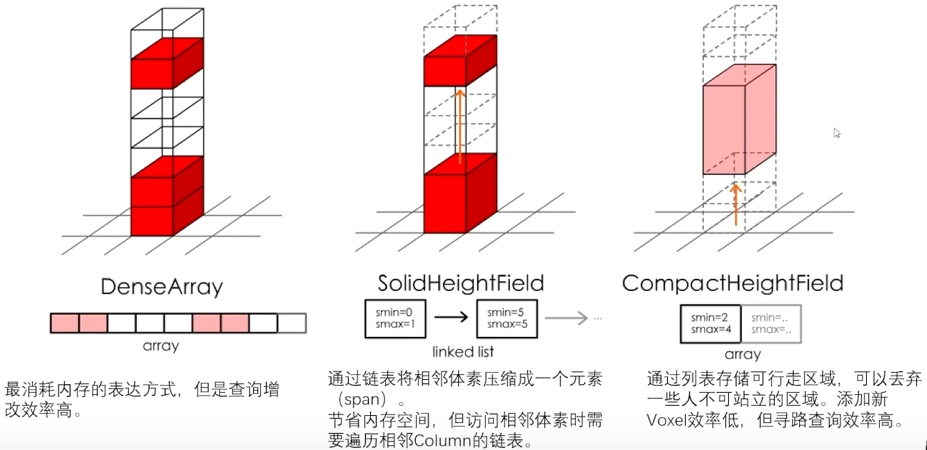 DenseArray
array
最消耗内存的表达方式，但是查询增
改效率高。
SolidHeightField
smin=0
smax=1
smin=5
smax=5
...
linked list
通过链表将相邻体素压缩成一个元素
（span）。
节省内存空间，但访问相邻体素时需
要遍历相邻Column的链表。
CompactHeightField
smin=2
smax=4
smin=..
smax=..
array
通过列表存储可行走区域，可以丢弃
一些人不可站立的区域。添加新
Voxel效率低，但寻路查询效率高。